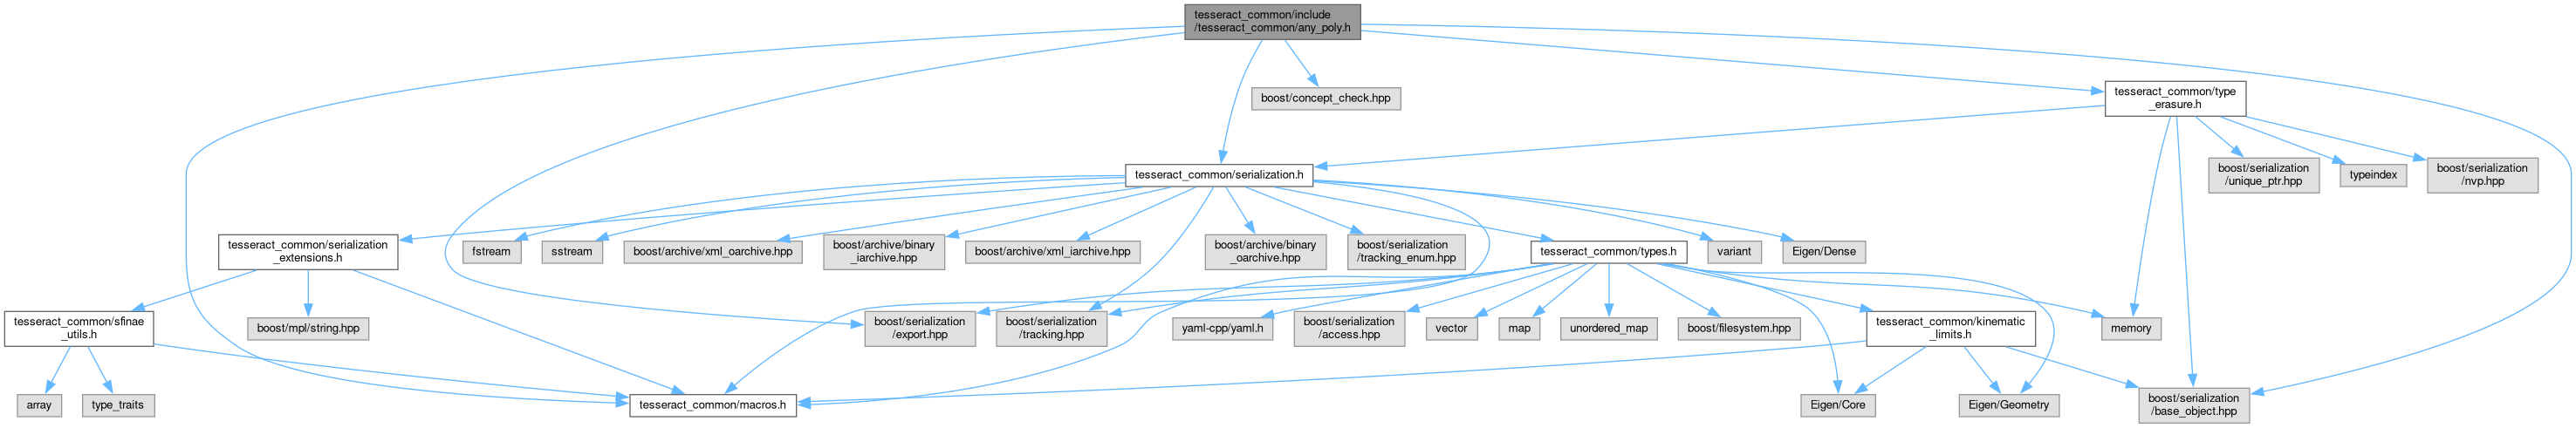 tesseract_common/include
/tesseract_common/any_poly.h
boost/concept_check.hpp
tesseract_common/type
_erasure.h
tesseract_common/serialization.h
boost/serialization
/unique_ptr.hpp
typeindex
boost/serialization
/nvp.hpp
tesseract_common/serialization
_extensions.h
fstream
sstream
boost/archive/xml_oarchive.hpp
boost/archive/binary
_iarchive.hpp
boost/archive/xml_iarchive.hpp
boost/archive/binary
_oarchive.hpp
boost/serialization
/tracking_enum.hpp
tesseract_common/types.h
variant
Eigen/Dense
tesseract_common/sfinae
_utils.h
boost/mpl/string.hpp
boost/serialization
/export.hpp
boost/serialization
/tracking.hpp
yaml-cpp/yaml.h
boost/serialization
/access.hpp
vector
map
unordered_map
boost/filesystem.hpp
tesseract_common/kinematic
_limits.h
memory
array
type_traits
tesseract_common/macros.h
Eigen/Core
Eigen/Geometry
boost/serialization
/base_object.hpp